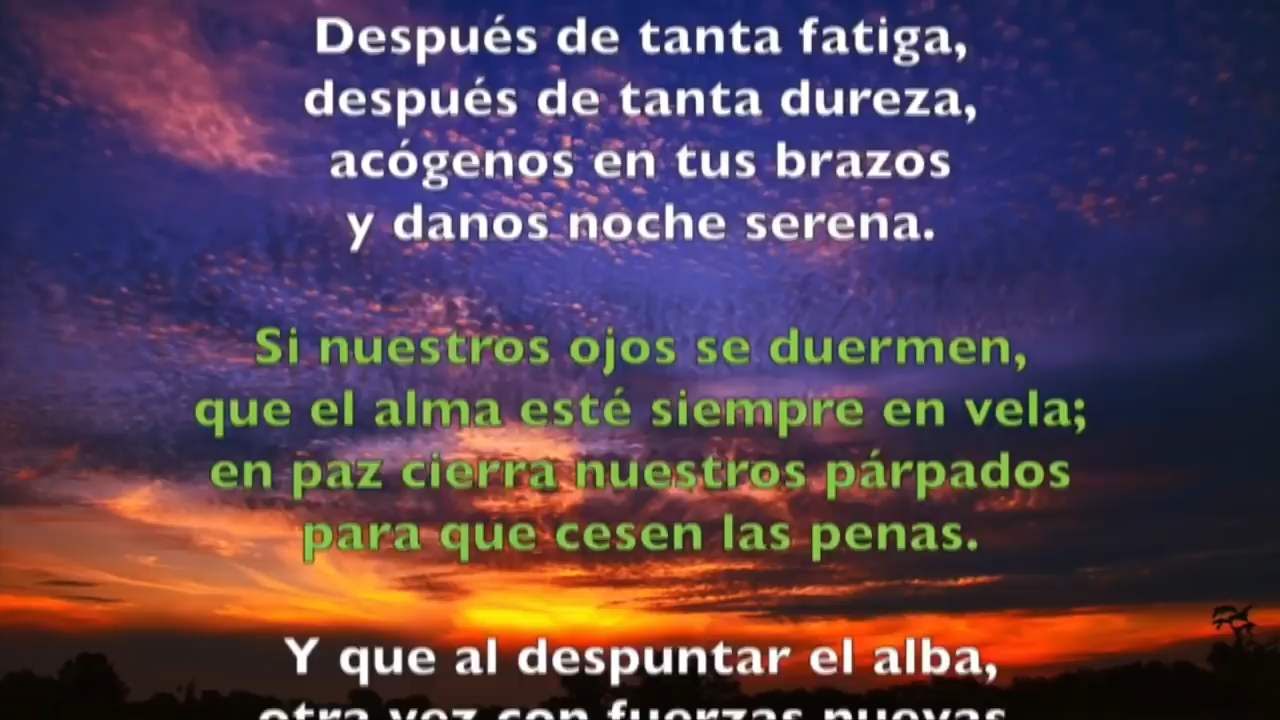 Después de tanta fatiga,
después de tanta dureza,
acógenos en tus brazos
y danos noche serena.
Si nuestros ojos se duermen,
que el alma esté siempre en vela;
en paz cierra nuestros párpados
para que cesen las penas.
Y que al despuntar el alba,
otra vez con fuerzas nuevas